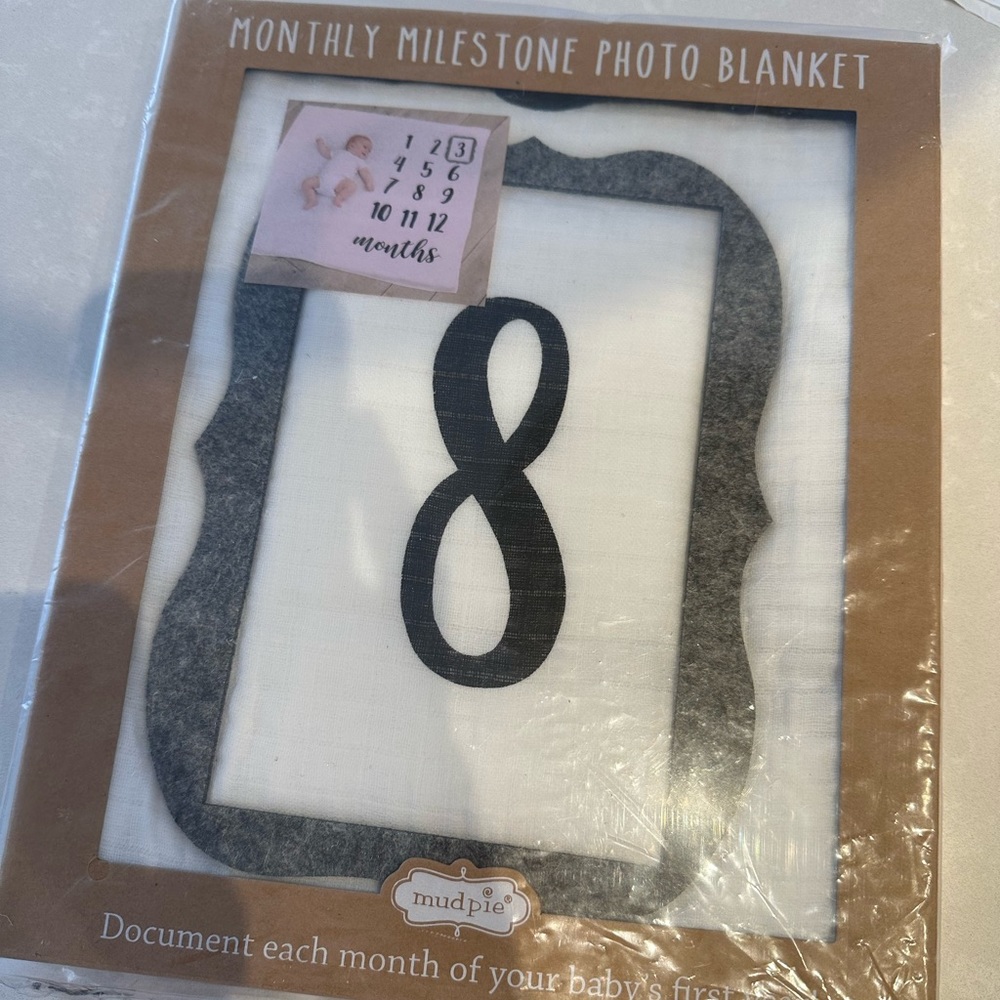 MONTHLY MILESTONE PHOTO BLANKET
1 2 3
4 5 6
7 8 9
10 11 12
months
8
mudpie®
Document each month of your baby's first